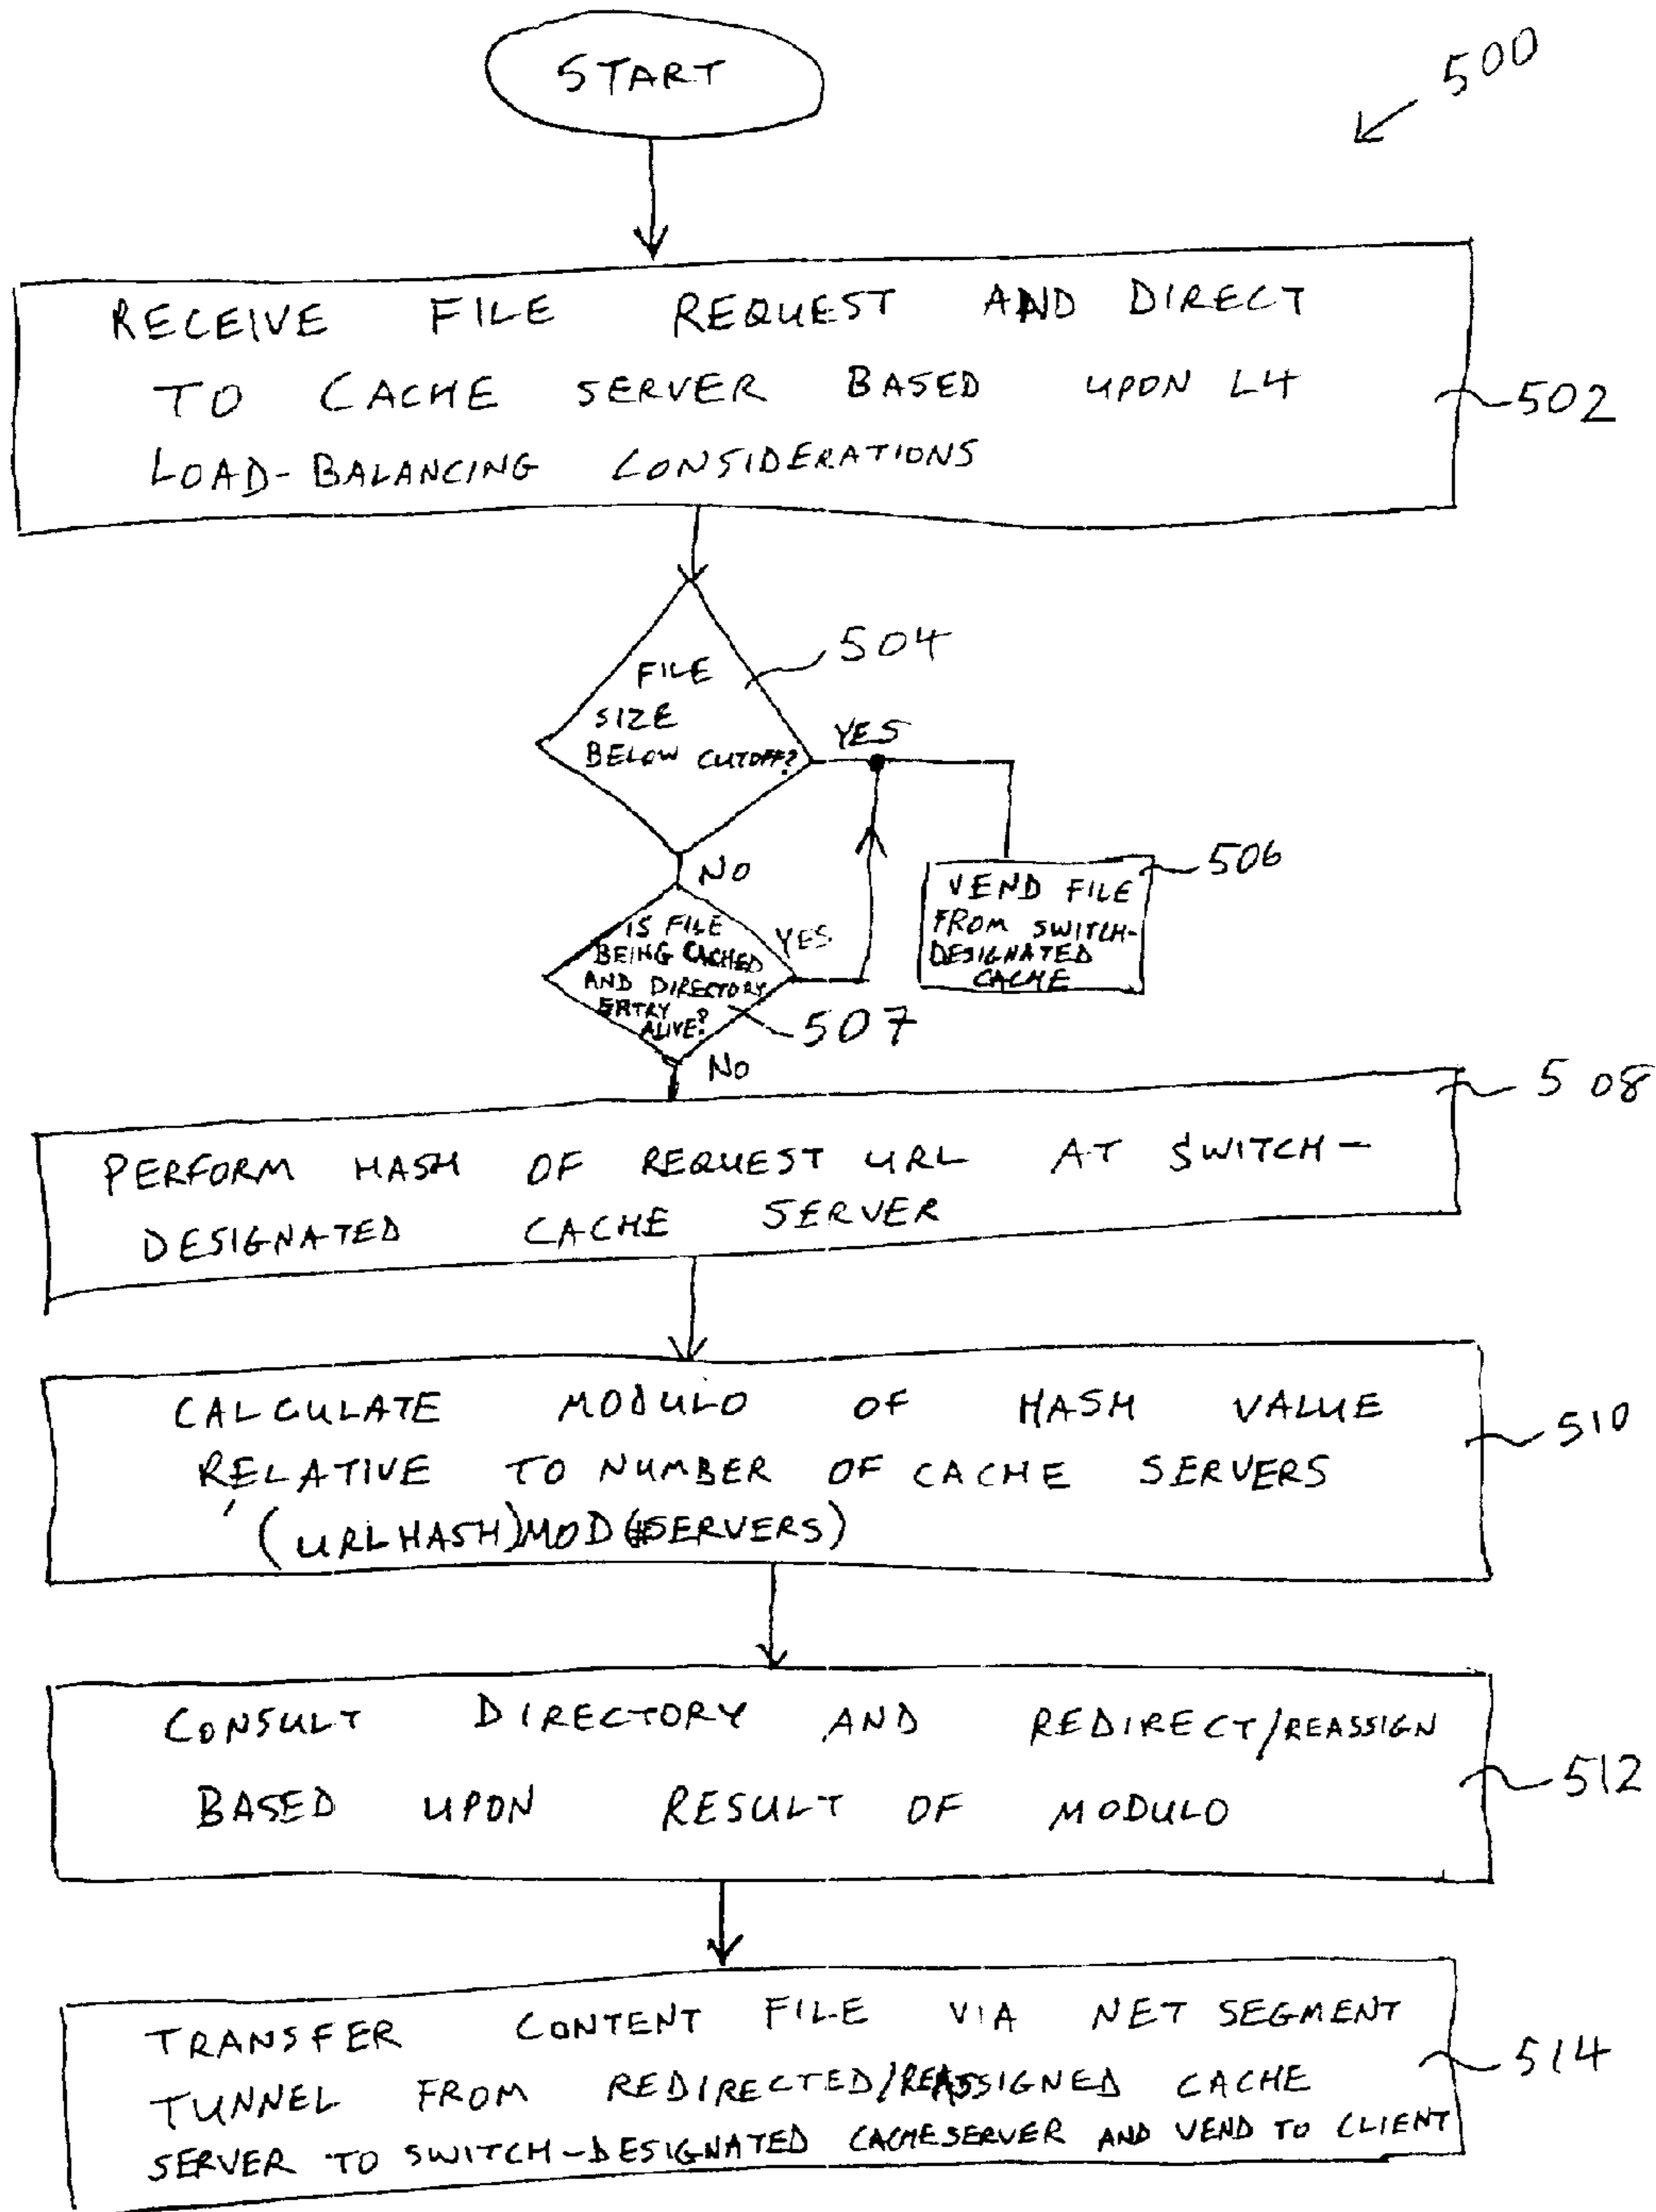 START
500
RECEIVE FILE REQUEST AND DIRECT
TO CACHE SERVER BASED UPON L4
LOAD-BALANCING CONSIDERATIONS
502
504
FILE
SIZE
BELOW CUTOFF?
YES
NO
506
VEND FILE
FROM SWITCH-
DESIGNATED
CACHE
IS FILE
BEING CACHED
AND DIRECTORY
ENTRY
ALIVE?
YES
507
NO
508
PERFORM HASH OF REQUEST URL AT SWITCH-
DESIGNATED CACHE SERVER
CALCULATE MODULO OF HASH VALUE
RELATIVE TO NUMBER OF CACHE SERVERS
(URLHASH)MOD(#SERVERS)
510
CONSULT DIRECTORY AND REDIRECT/REASSIGN
BASED UPON RESULT OF MODULO
512
TRANSFER CONTENT FILE VIA NET SEGMENT
TUNNEL FROM REDIRECTED/REASSIGNED CACHE
SERVER TO SWITCH-DESIGNATED CACHESERVER AND VEND TO CLIENT
514